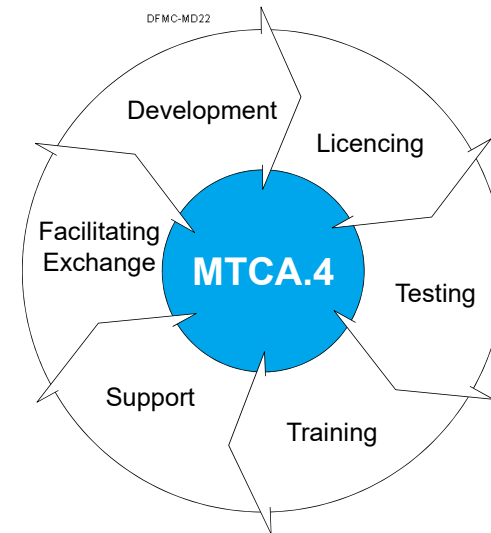 DFMC-MD22
Development
Licencing
Facilitating
Exchange
MTCA.4
Testing
Support
Training